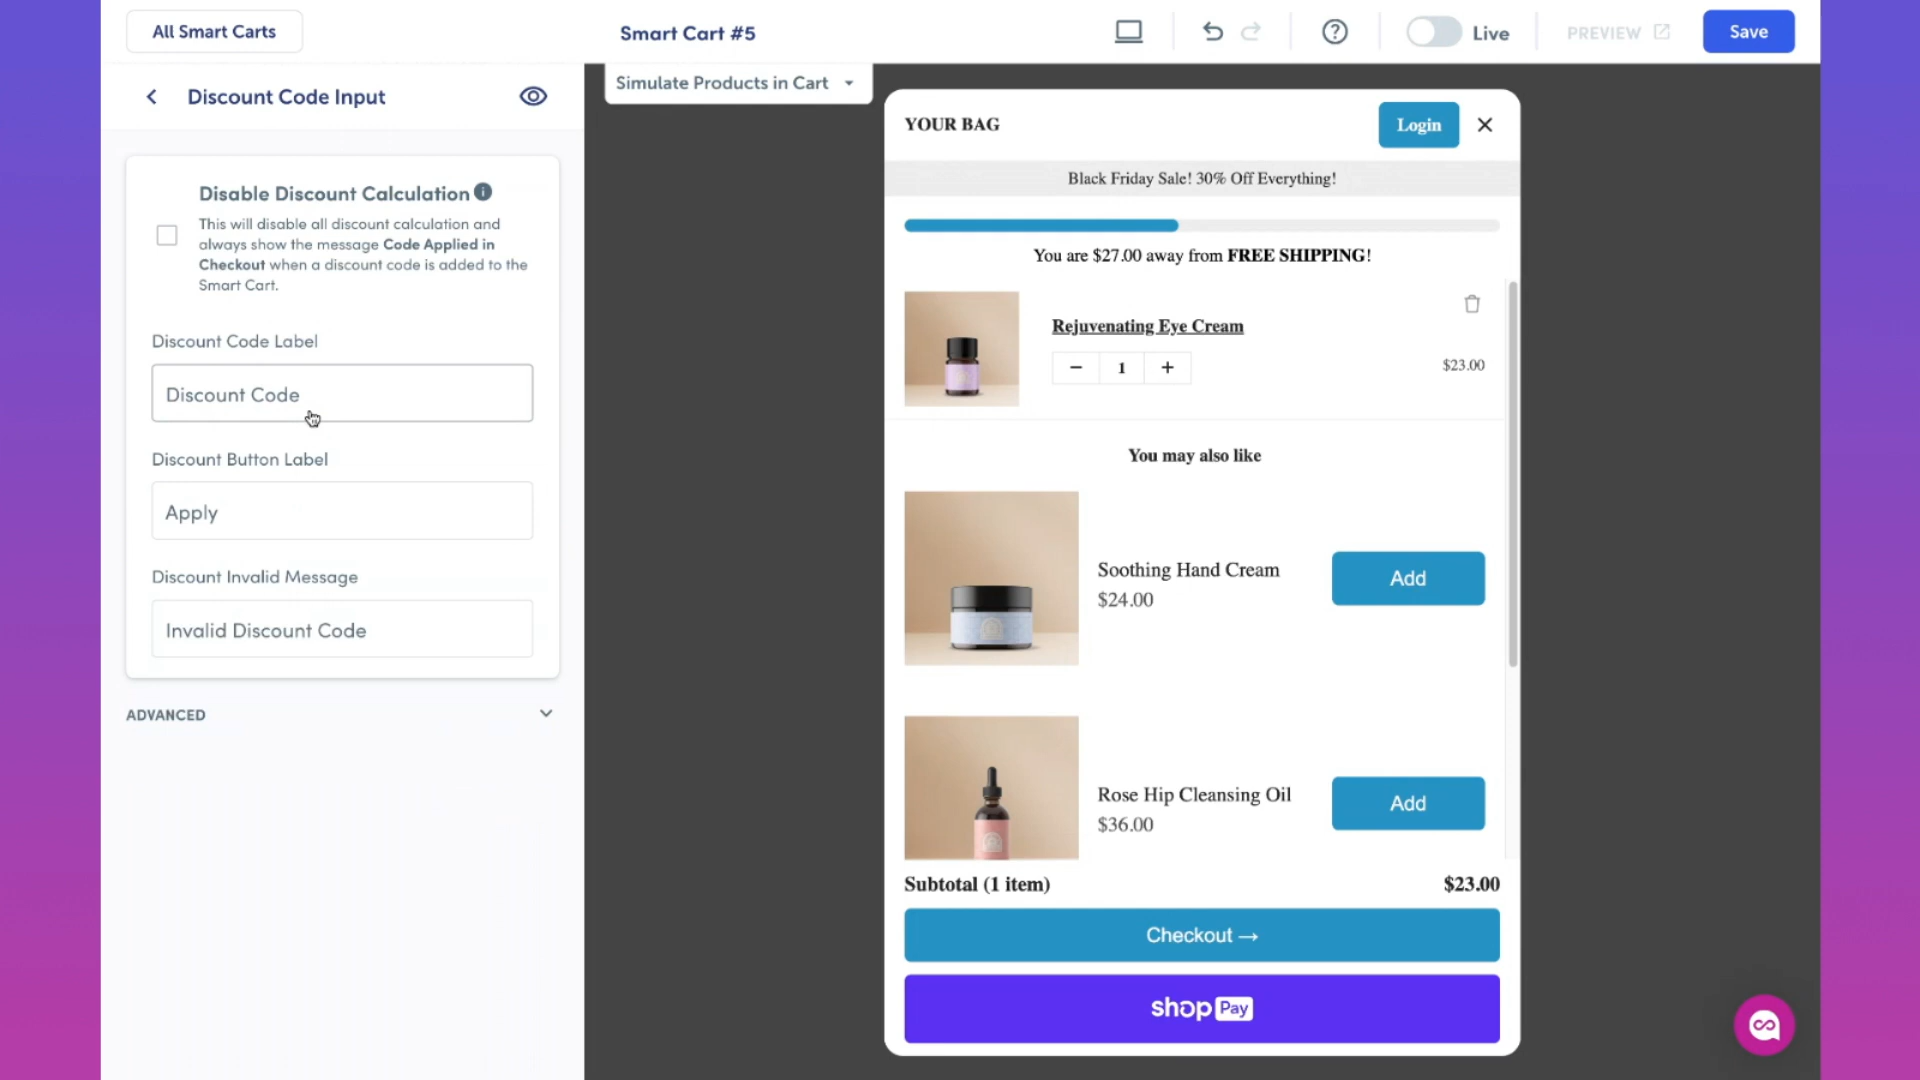 All Smart Carts
Smart Cart #5
Live
PREVIEW
Save
Discount Code Input
Simulate Products in Cart
Disable Discount Calculation
This will disable all discount calculation and
always show the message Code Applied in
Checkout when a discount code is added to the
Smart Cart.
Discount Code Label
Discount Code
Discount Button Label
Apply
Discount Invalid Message
Invalid Discount Code
ADVANCED
YOUR BAG
Login
Black Friday Sale! 30% Off Everything!
You are $27.00 away from FREE SHIPPING!
Rejuvenating Eye Cream
− 1 +
$23.00
You may also like
Soothing Hand Cream
$24.00
Add
Rose Hip Cleansing Oil
$36.00
Add
Subtotal (1 item) $23.00
Checkout →
shop Pay